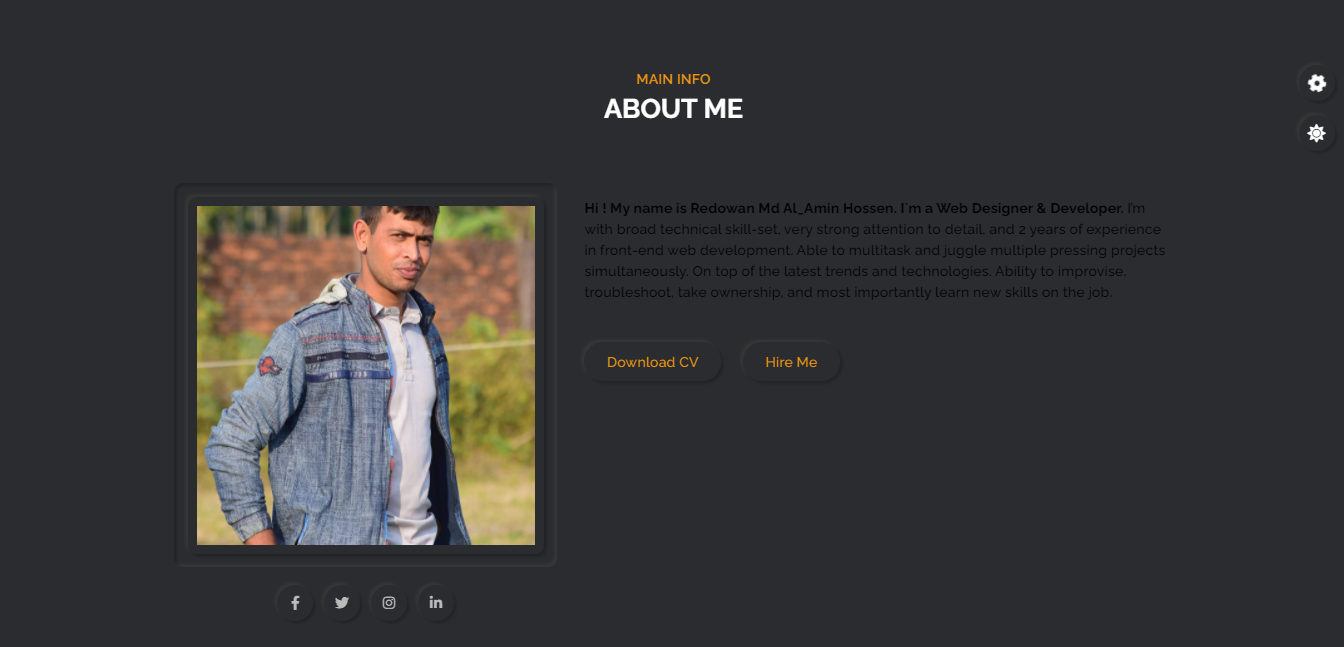 MAIN INFO
ABOUT ME
Hi ! My name is Redowan Md Al_Amin Hossen. I`m a Web Designer & Developer. I'm
with broad technical skill-set, very strong attention to detail, and 2 years of experience
in front-end web development. Able to multitask and juggle multiple pressing projects
simultaneously. On top of the latest trends and technologies. Ability to improvise,
troubleshoot, take ownership, and most importantly learn new skills on the job.
Download CV
Hire Me